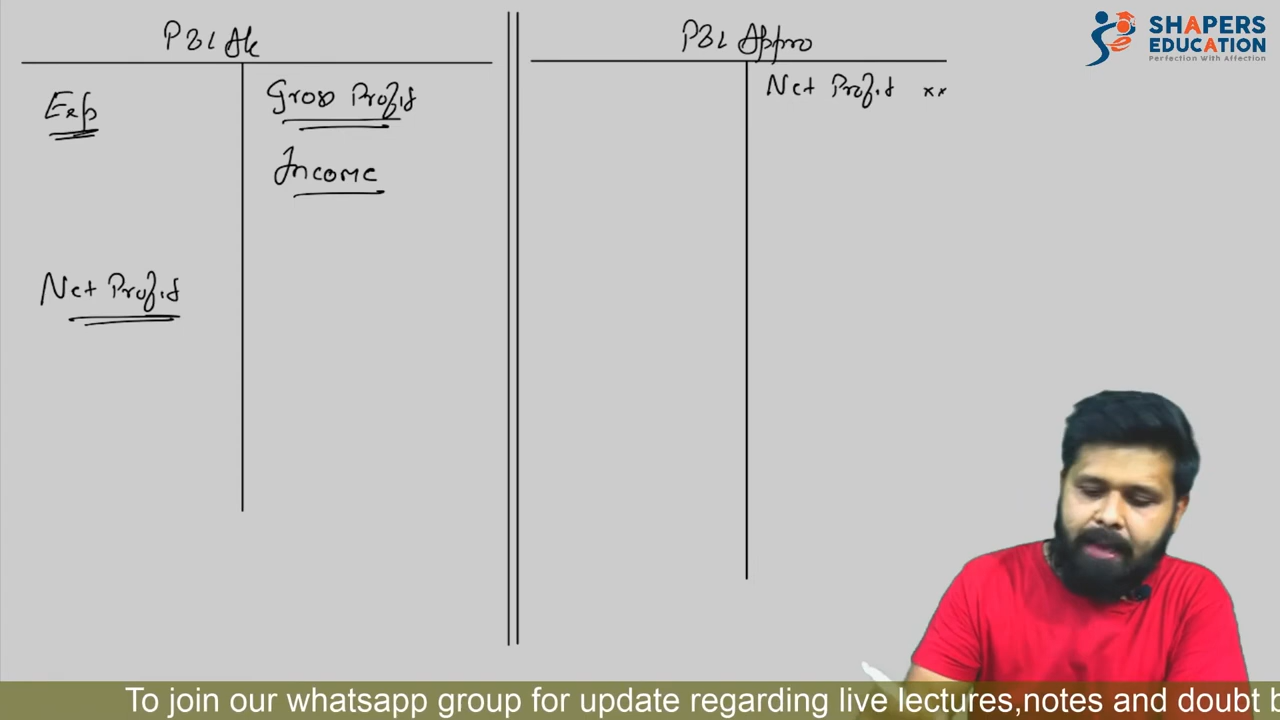 P&L A/c
Exp
Gross Profit
Income
Net Profit
P&L Appro
Net Profit xx
SHAPERS
EDUCATION
Perfection With Affection
To join our whatsapp group for update regarding live lectures,notes and doubt b